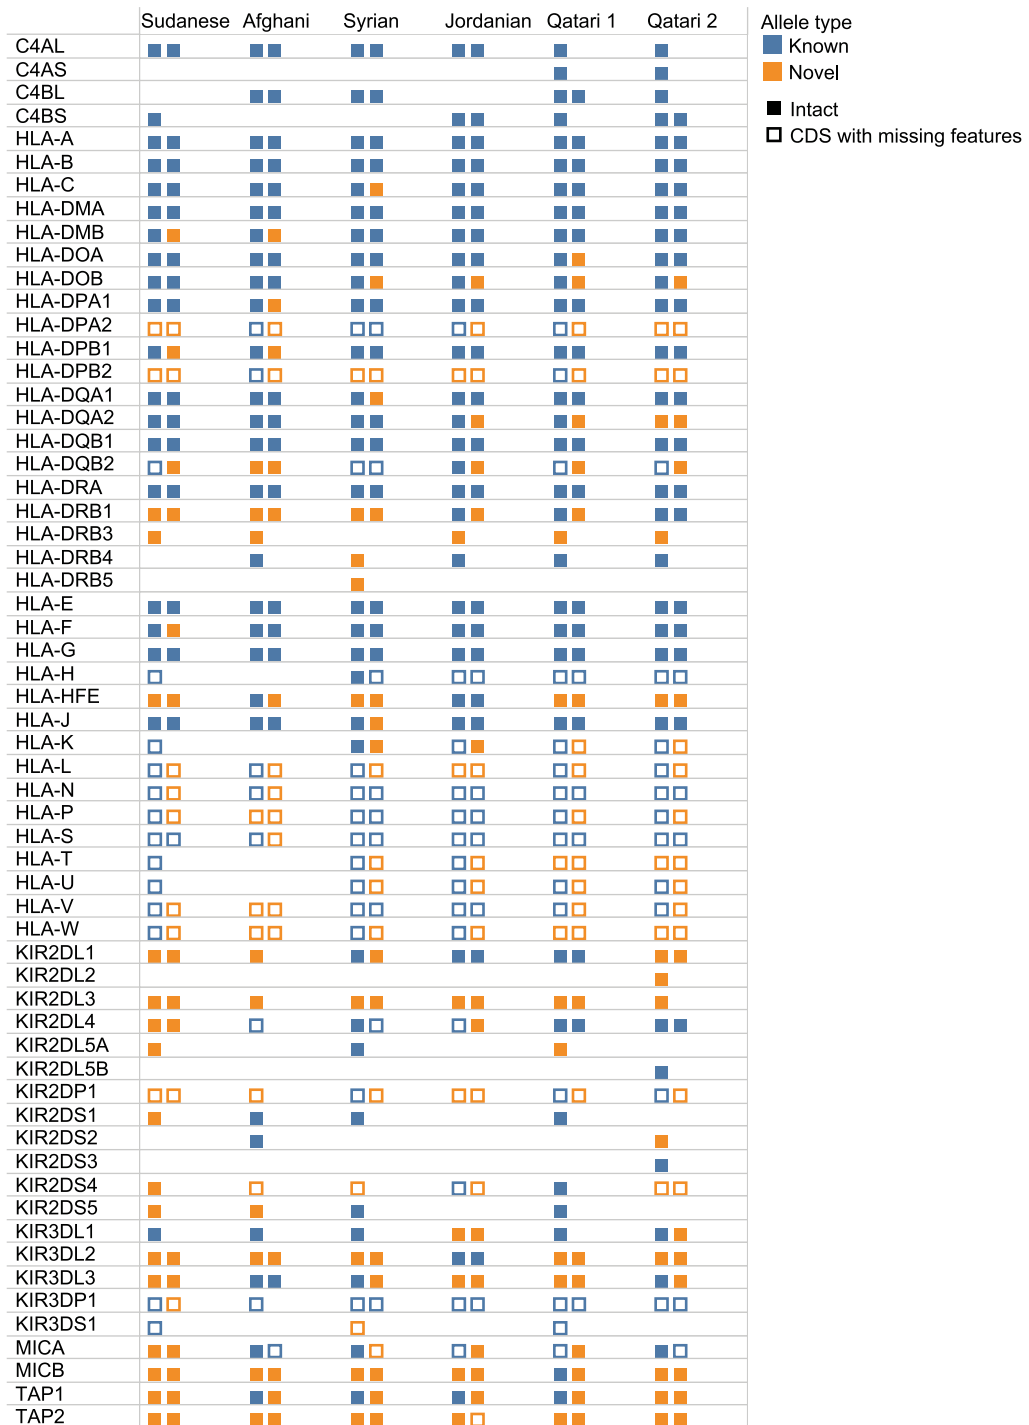 Sudanese Afghani Syrian Jordanian Qatari 1 Qatari 2
Allele type
Known
Novel
Intact
CDS with missing features
C4AL
C4AS
C4BL
C4BS
HLA-A
HLA-B
HLA-C
HLA-DMA
HLA-DMB
HLA-DOA
HLA-DOB
HLA-DPA1
HLA-DPA2
HLA-DPB1
HLA-DPB2
HLA-DQA1
HLA-DQA2
HLA-DQB1
HLA-DQB2
HLA-DRA
HLA-DRB1
HLA-DRB3
HLA-DRB4
HLA-DRB5
HLA-E
HLA-F
HLA-G
HLA-H
HLA-HFE
HLA-J
HLA-K
HLA-L
HLA-N
HLA-P
HLA-S
HLA-T
HLA-U
HLA-V
HLA-W
KIR2DL1
KIR2DL2
KIR2DL3
KIR2DL4
KIR2DL5A
KIR2DL5B
KIR2DP1
KIR2DS1
KIR2DS2
KIR2DS3
KIR2DS4
KIR2DS5
KIR3DL1
KIR3DL2
KIR3DL3
KIR3DP1
KIR3DS1
MICA
MICB
TAP1
TAP2